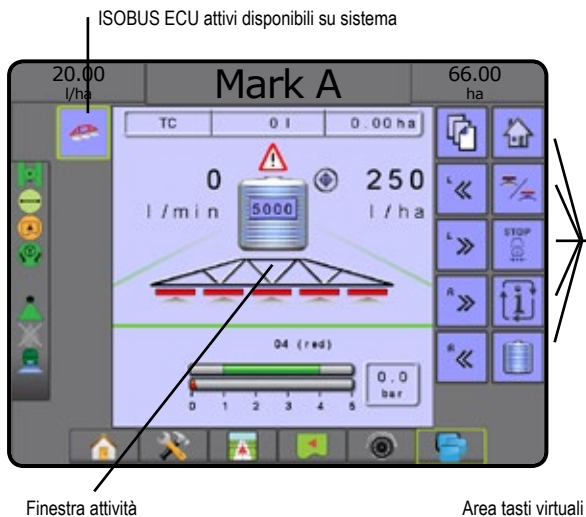 ISOBUS ECU attivi disponibili su sistema
20.00 Mark A 66.00
l/ha ha
TC 0 l 0.00 ha
0 250
l/min 5000 l/ha
L
STOP
L
R
R
04 (red)
0.0
bar
0 1 2 3 4 5
Finestra attività Area tasti virtuali